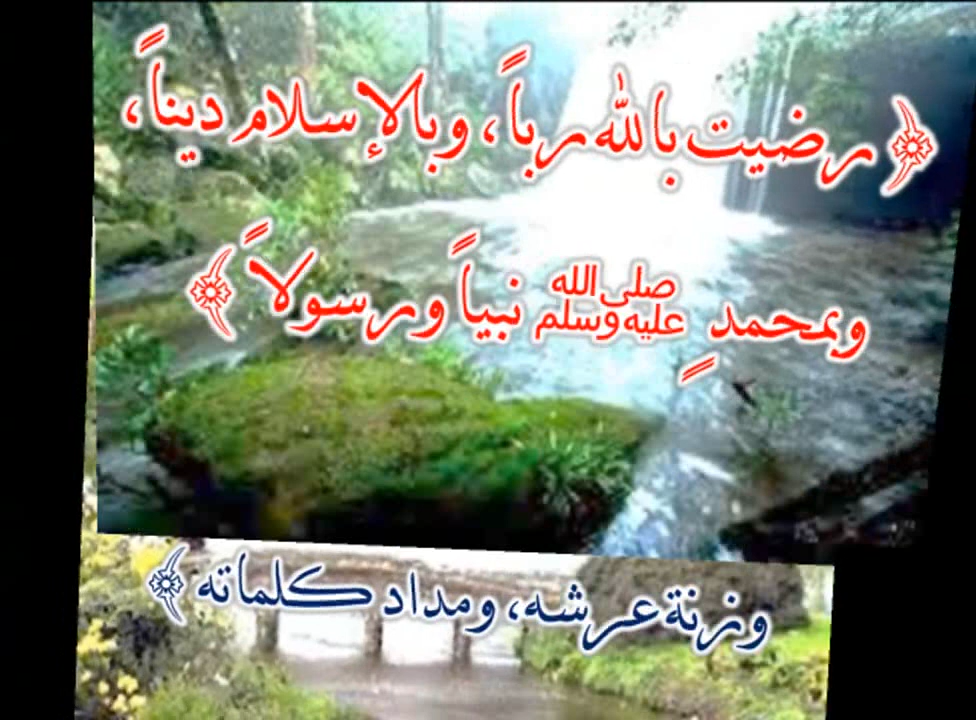 ﴿ رضيت بالله رباً، وبالإسلام ديناً،
وبمحمدٍ صلى الله عليه وسلم نبياً ورسولاً ﴾
وزنة عرشه، ومداد كلماته ﴾